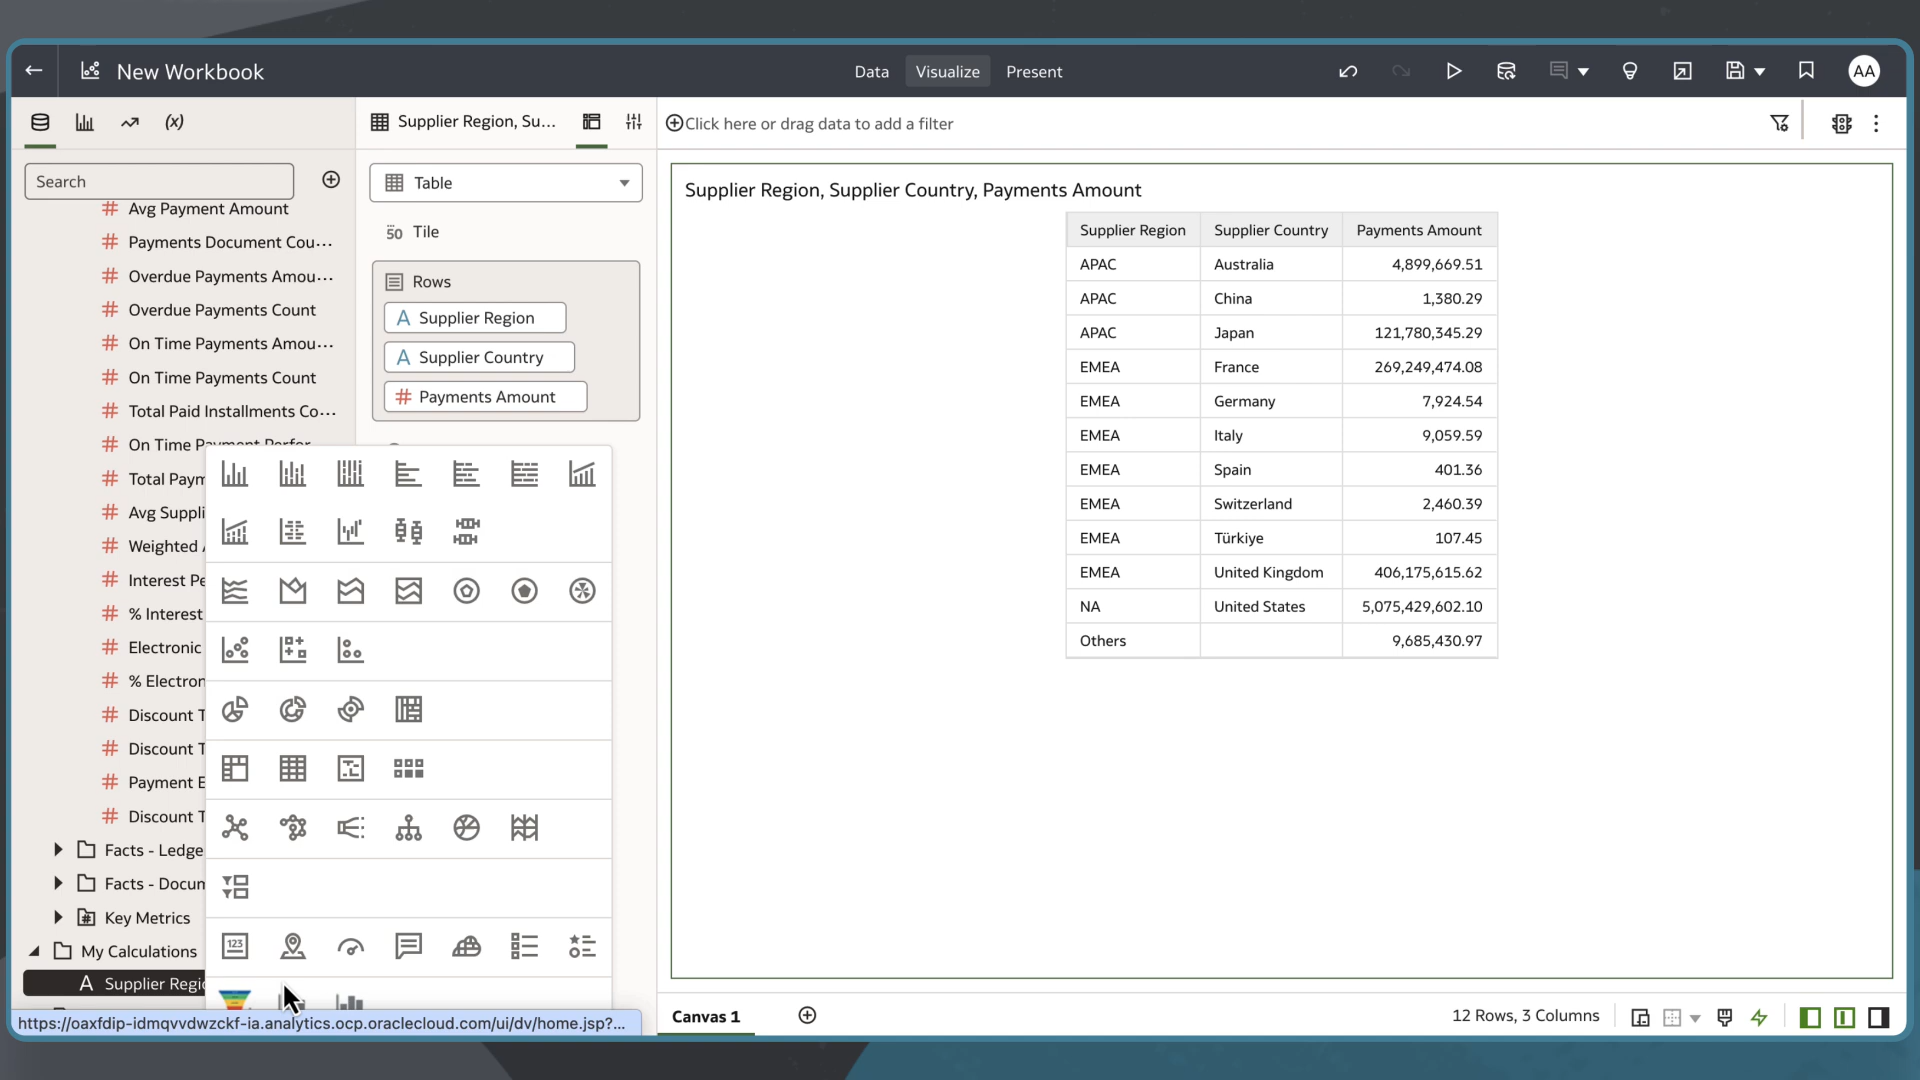 New Workbook
Data
Visualize
Present
AA
(x)
Supplier Region, Su...
Click here or drag data to add a filter
Search
Table
50 Tile
Rows
A Supplier Region
A Supplier Country
# Payments Amount
# Avg Payment Amount
# Payments Document Cou...
# Overdue Payments Amou...
# Overdue Payments Count
# On Time Payments Amou...
# On Time Payments Count
# Total Paid Installments Co...
# On Time Payment Perfor
# Total Paym
# Avg Suppli
# Weighted
# Interest Pe
# % Interest
# Electronic
# % Electron
# Discount T
# Discount T
# Payment E
# Discount T
Facts - Ledge
Facts - Docum
# Key Metrics
My Calculations
A Supplier Regio
123
https://oaxfdip-idmqvvdwzckf-ia.analytics.ocp.oraclecloud.com/ui/dv/home.jsp?...
Supplier Region, Supplier Country, Payments Amount
Supplier Region Supplier Country Payments Amount
APAC Australia 4,899,669.51
APAC China 1,380.29
APAC Japan 121,780,345.29
EMEA France 269,249,474.08
EMEA Germany 7,924.54
EMEA Italy 9,059.59
EMEA Spain 401.36
EMEA Switzerland 2,460.39
EMEA Türkiye 107.45
EMEA United Kingdom 406,175,615.62
NA United States 5,075,429,602.10
Others 9,685,430.97
Canvas 1
12 Rows, 3 Columns